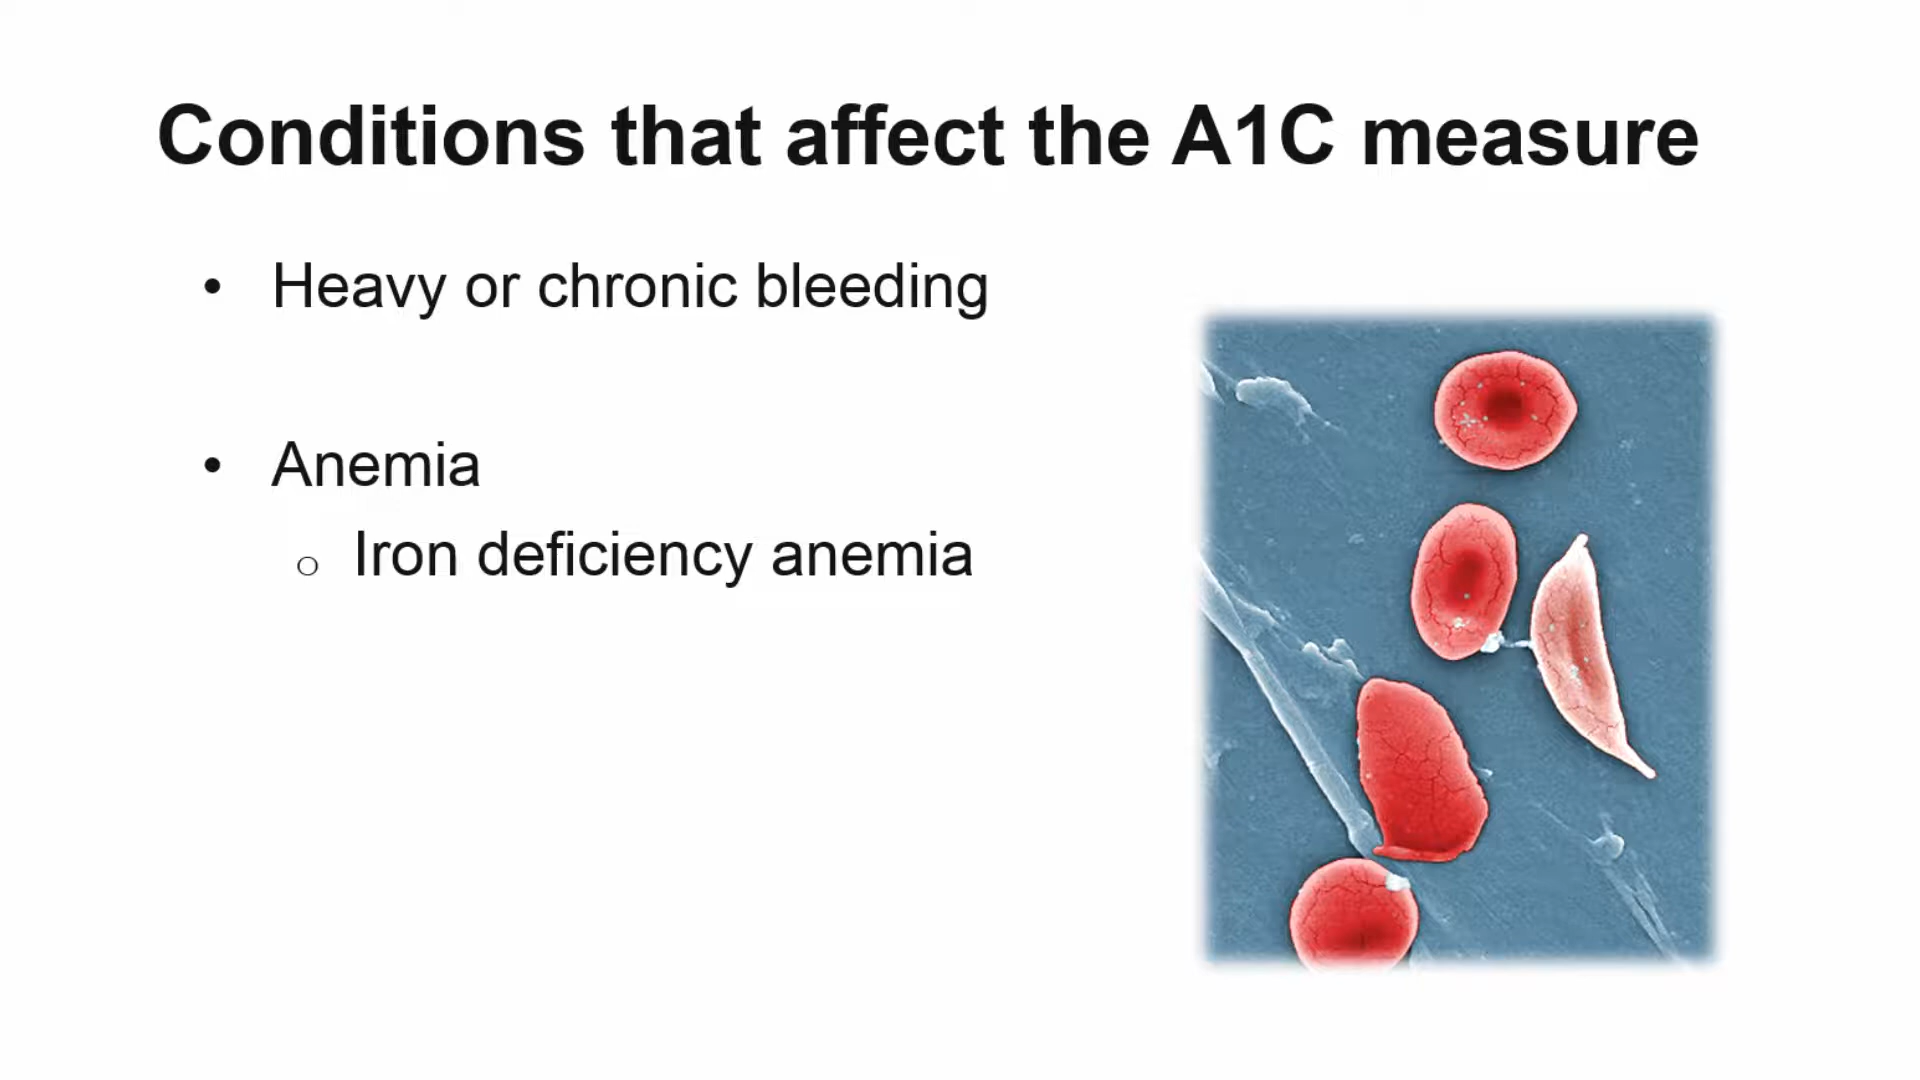 Conditions that affect the A1C measure
• Heavy or chronic bleeding
• Anemia
o Iron deficiency anemia